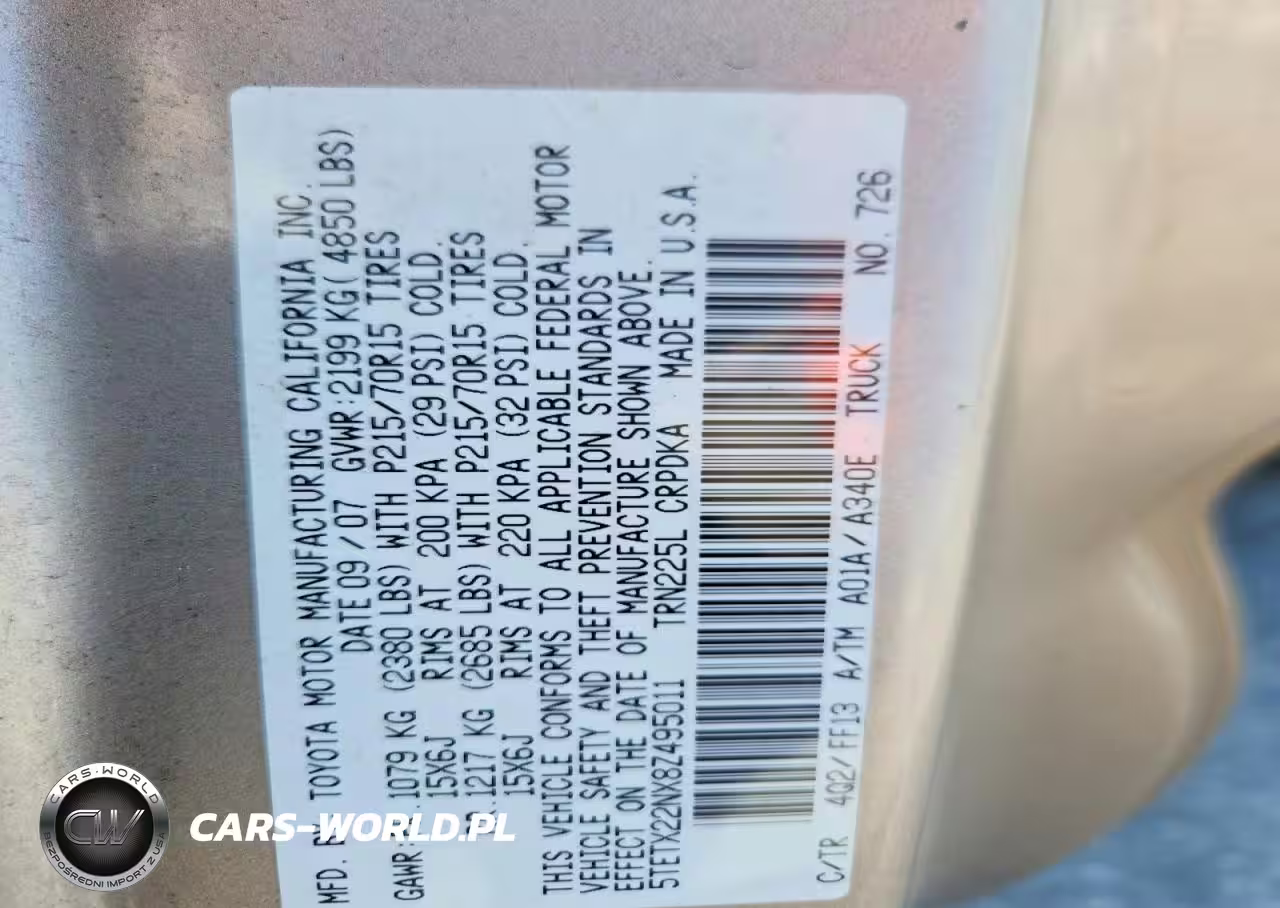 MFD. BY TOYOTA MOTOR MANUFACTURING CALIFORNIA INC.
DATE 09/07 GVWR:2199 KG( 4850 LBS)
GAWR: 1079 KG (2380 LBS) WITH P215/70R15 TIRES
15X6J RIMS AT 200 KPA (29 PSI) COLD.
1217 KG (2685 LBS) WITH P215/70R15 TIRES
15X6J RIMS AT 220 KPA (32 PSI) COLD.
THIS VEHICLE CONFORMS TO ALL APPLICABLE FEDERAL MOTOR
VEHICLE SAFETY AND THEFT PREVENTION STANDARDS IN
EFFECT ON THE DATE OF MANUFACTURE SHOWN ABOVE.
5TETX22NX8Z495011 TRN225L CRPDKA MADE IN U.S.A.
C/TR 4Q2/FF13 A/TM A01A/A340E TRUCK NO. 726
CARS-WORLD
CW
BEZPOŚREDNI IMPORT Z USA
CARS-WORLD.PL